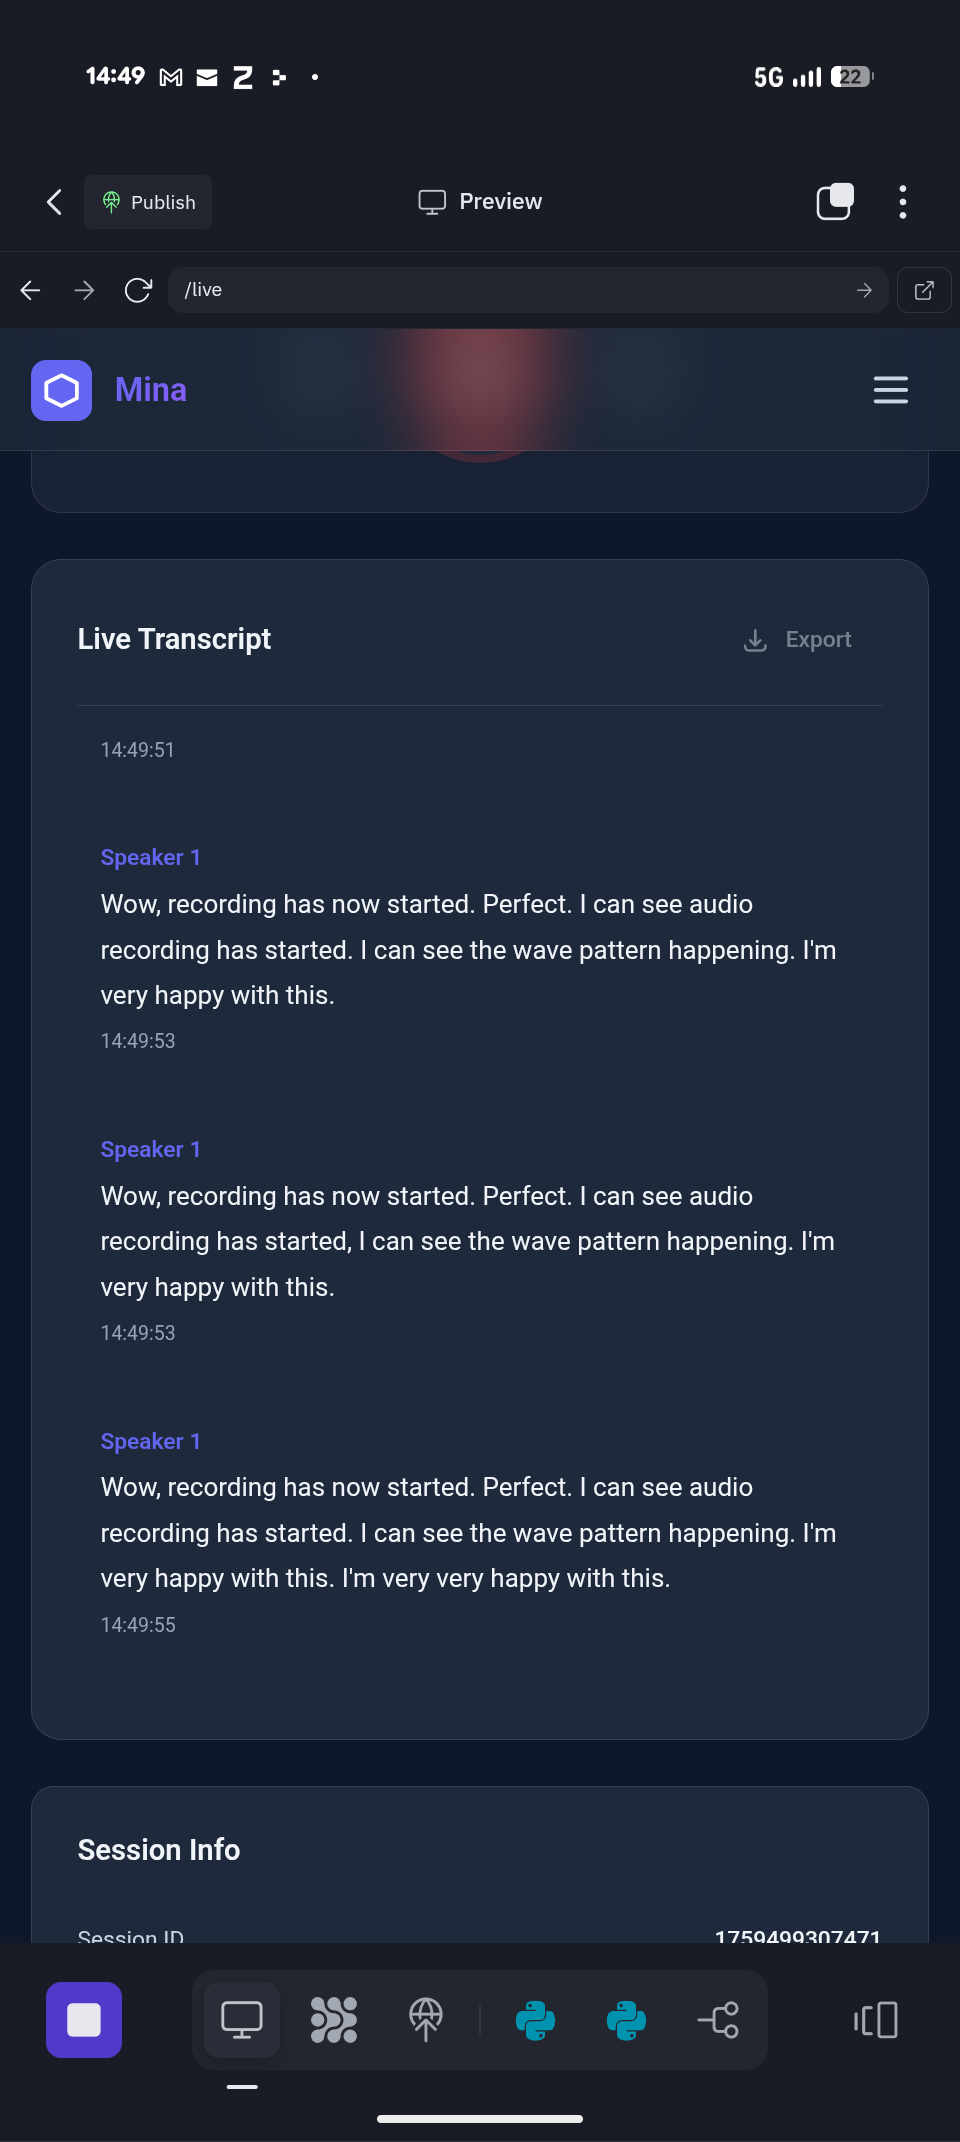 14:49
5G
22
Publish
Preview
/live
Mina
Live Transcript
Export
14:49:51
Speaker 1
Wow, recording has now started. Perfect. I can see audio
recording has started. I can see the wave pattern happening. I'm
very happy with this.
14:49:53
Speaker 1
Wow, recording has now started. Perfect. I can see audio
recording has started, I can see the wave pattern happening. I'm
very happy with this.
14:49:53
Speaker 1
Wow, recording has now started. Perfect. I can see audio
recording has started. I can see the wave pattern happening. I'm
very happy with this. I'm very very happy with this.
14:49:55
Session Info
Session ID
1759499307471